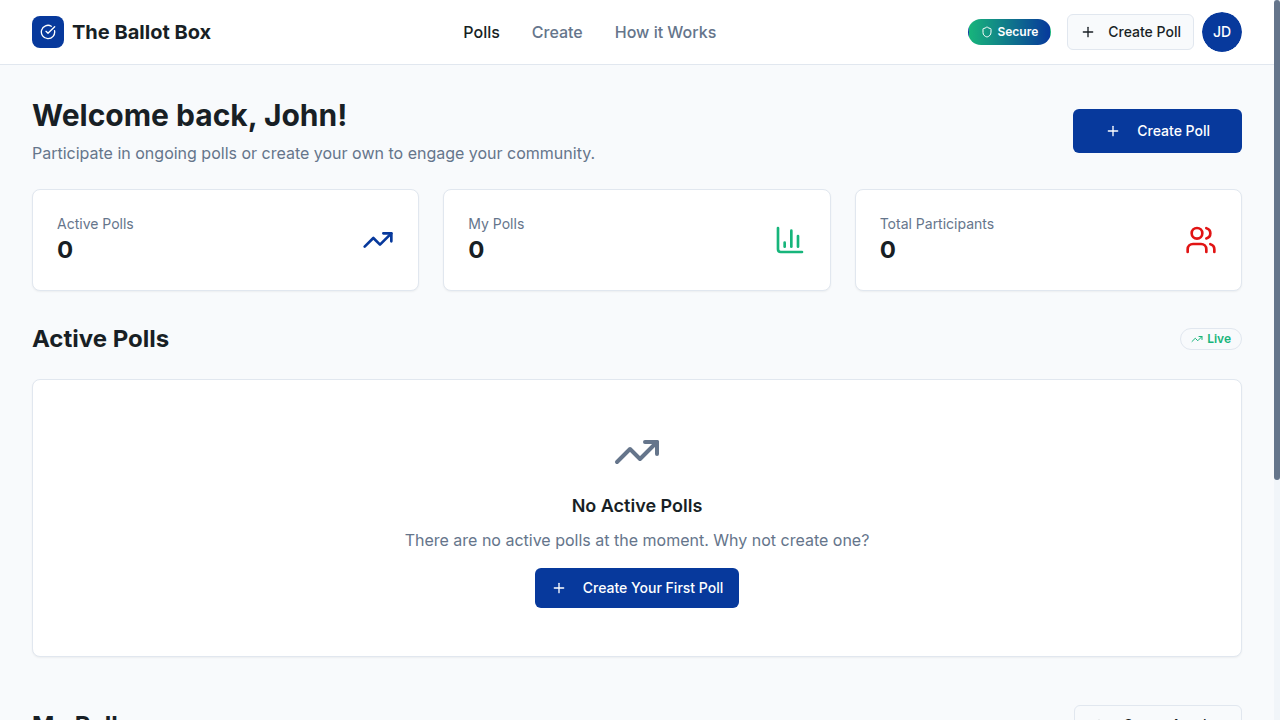 The Ballot Box
Polls
Create
How it Works
Secure
Create Poll
JD
Welcome back, John!
Participate in ongoing polls or create your own to engage your community.
Create Poll
Active Polls
0
My Polls
0
Total Participants
0
Active Polls
Live
No Active Polls
There are no active polls at the moment. Why not create one?
Create Your First Poll
My Polls